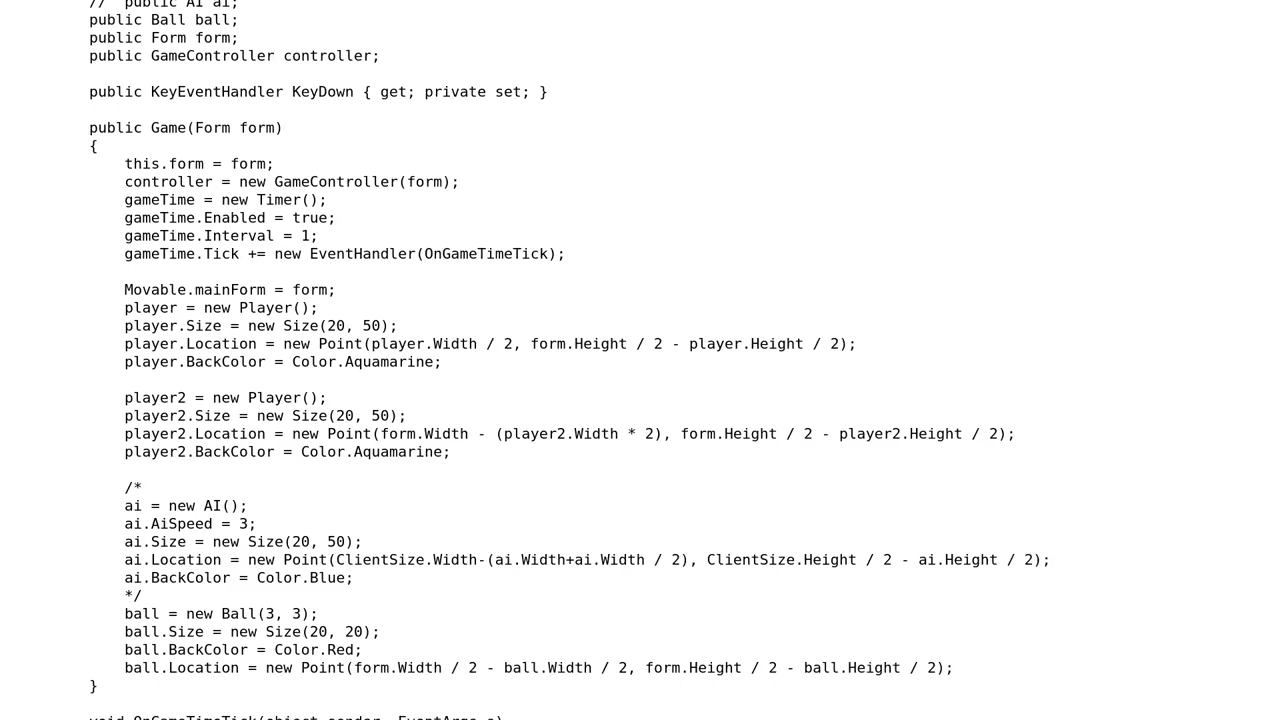 //  public AI ai;
public Ball ball;
public Form form;
public GameController controller;

public KeyEventHandler KeyDown { get; private set; }

public Game(Form form)
{
    this.form = form;
    controller = new GameController(form);
    gameTime = new Timer();
    gameTime.Enabled = true;
    gameTime.Interval = 1;
    gameTime.Tick += new EventHandler(OnGameTimeTick);

    Movable.mainForm = form;
    player = new Player();
    player.Size = new Size(20, 50);
    player.Location = new Point(player.Width / 2, form.Height / 2 - player.Height / 2);
    player.BackColor = Color.Aquamarine;

    player2 = new Player();
    player2.Size = new Size(20, 50);
    player2.Location = new Point(form.Width - (player2.Width * 2), form.Height / 2 - player2.Height / 2);
    player2.BackColor = Color.Aquamarine;

    /*
    ai = new AI();
    ai.AiSpeed = 3;
    ai.Size = new Size(20, 50);
    ai.Location = new Point(ClientSize.Width-(ai.Width+ai.Width / 2), ClientSize.Height / 2 - ai.Height / 2);
    ai.BackColor = Color.Blue;
    */
    ball = new Ball(3, 3);
    ball.Size = new Size(20, 20);
    ball.BackColor = Color.Red;
    ball.Location = new Point(form.Width / 2 - ball.Width / 2, form.Height / 2 - ball.Height / 2);
}

void OnGameTimeTick(object sender, EventArgs e)